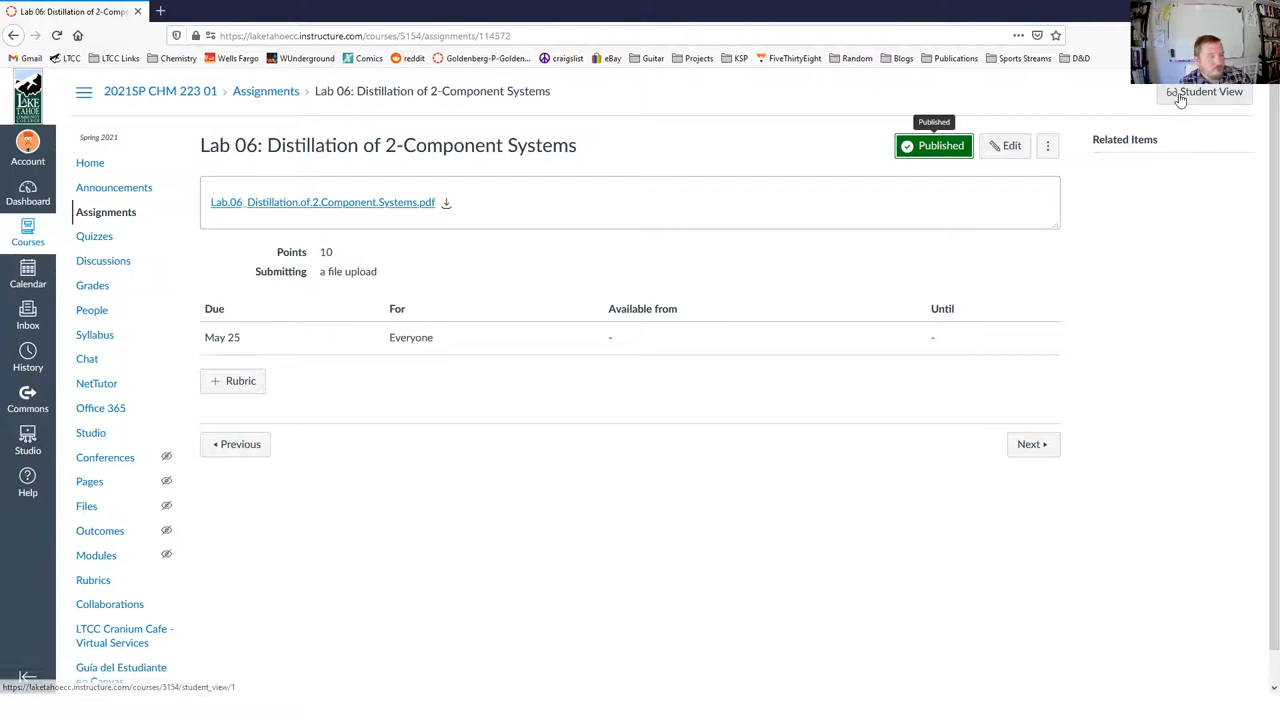 Lab 06: Distillation of 2-Comp
https://laketahoecc.instructure.com/courses/5154/assignments/114572
Gmail LTCC LTCC Links Chemistry Wells Fargo WUnderground Comics reddit Goldenberg-P-Golden... craigslist eBay Guitar Projects KSP FiveThirtyEight Random Blogs Publications Sports Streams D&D
LAKE TAHOE
2021SP CHM 223 01 › Assignments › Lab 06: Distillation of 2-Component Systems
Student View
Spring 2021
Account
Dashboard
Courses
Calendar
Inbox
History
Commons
Studio
Help
Home
Announcements
Assignments
Quizzes
Discussions
Grades
People
Syllabus
Chat
NetTutor
Office 365
Studio
Conferences
Pages
Files
Outcomes
Modules
Rubrics
Collaborations
LTCC Cranium Cafe -
Virtual Services
Guía del Estudiante
en Canvas
Published
Lab 06: Distillation of 2-Component Systems
Published
Edit
Related Items
Lab.06_Distillation.of.2.Component.Systems.pdf
Points 10
Submitting a file upload
Due For Available from Until
May 25 Everyone - -
+ Rubric
Previous
Next
https://laketahoecc.instructure.com/courses/5154/student_view/1